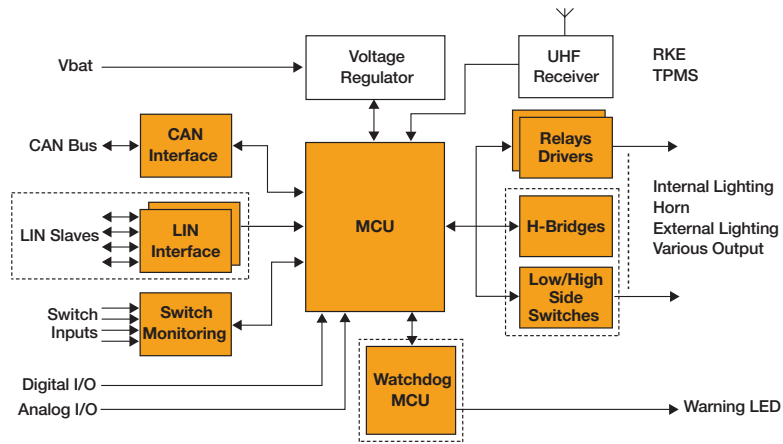 Vbat
Voltage
Regulator
UHF
Receiver
RKE
TPMS
CAN Bus
CAN
Interface
Relays
Drivers
LIN Slaves
LIN
Interface
MCU
H-Bridges
Internal Lighting
Horn
External Lighting
Various Output
Switch
Inputs
Switch
Monitoring
Low/High
Side
Switches
Digital I/O
Analog I/O
Watchdog
MCU
Warning LED